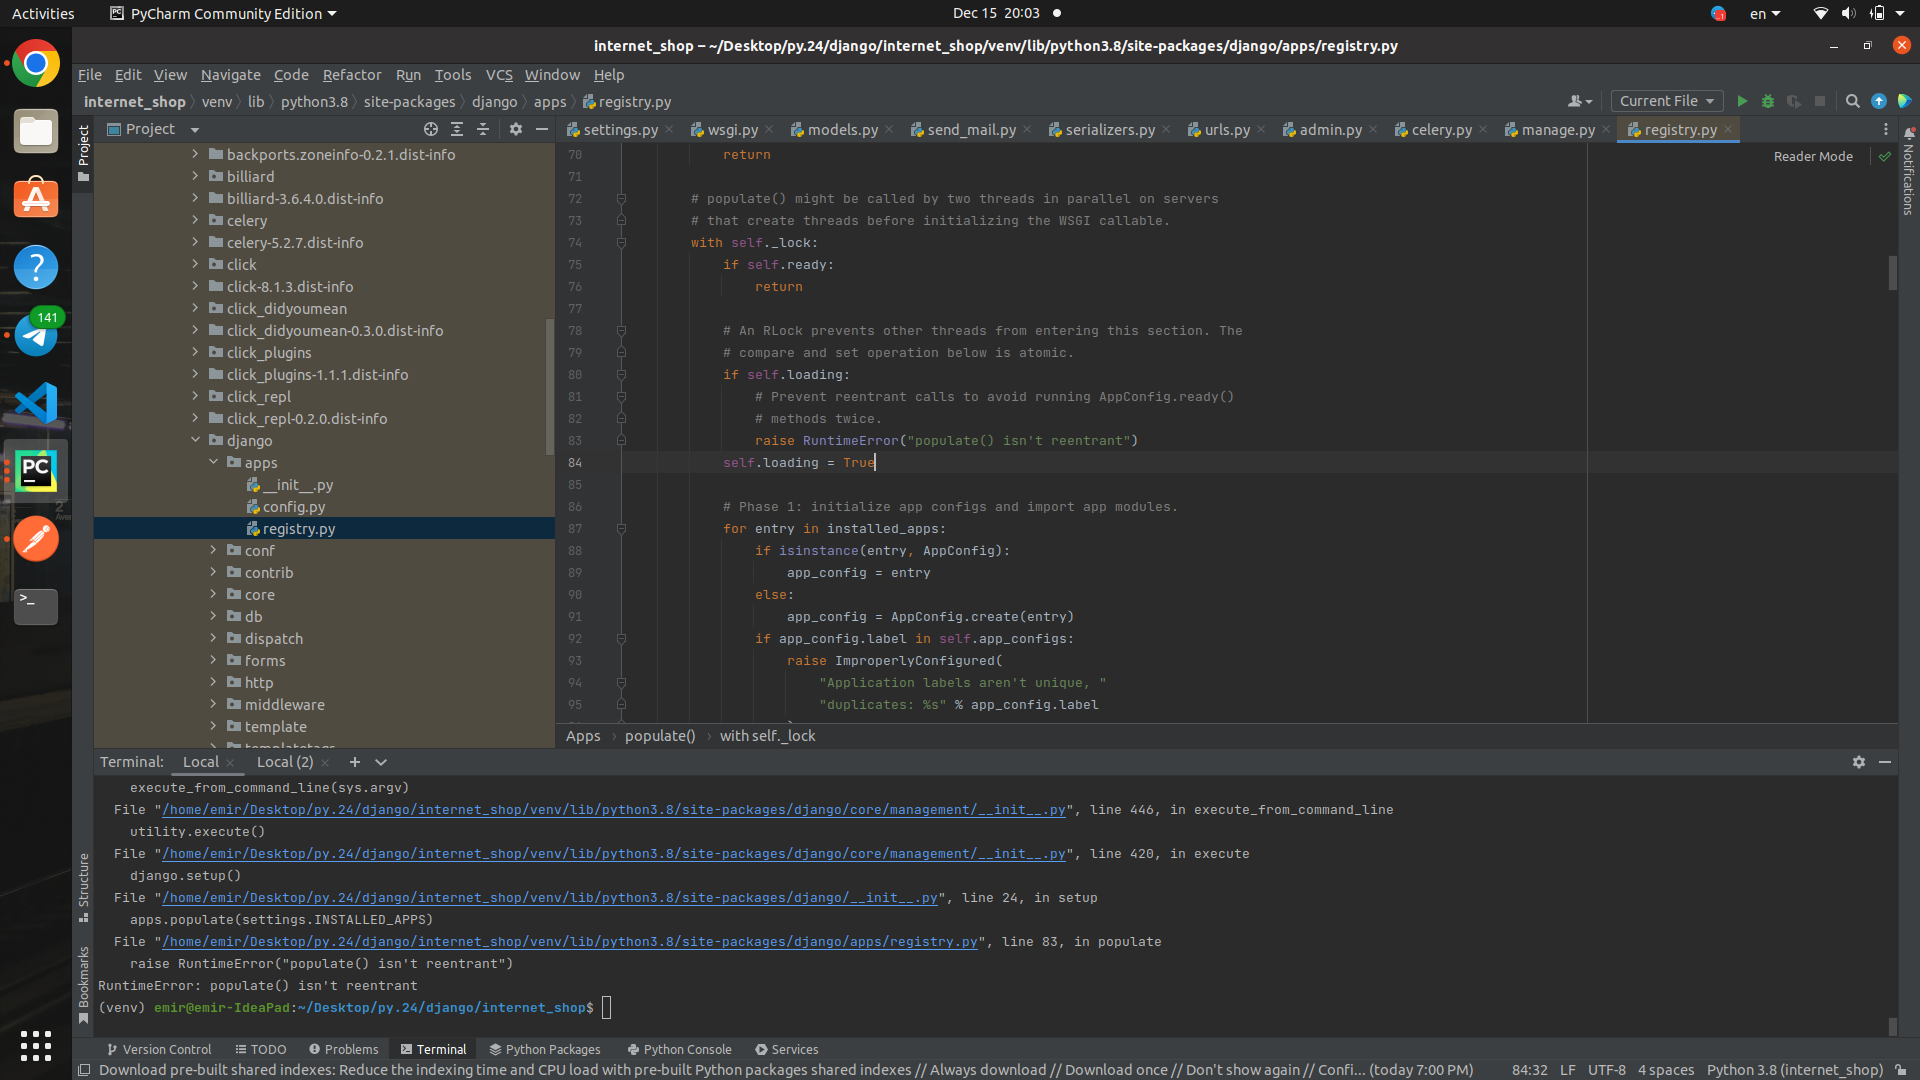 Activities
PyCharm Community Edition
Dec 15 20:03
en
internet_shop – ~/Desktop/py.24/django/internet_shop/venv/lib/python3.8/site-packages/django/apps/registry.py
File Edit View Navigate Code Refactor Run Tools VCS Window Help
internet_shop venv lib python3.8 site-packages django apps registry.py
Current File
Project
Project
settings.py wsgi.py models.py send_mail.py serializers.py urls.py admin.py celery.py manage.py registry.py
Notifications
Reader Mode
backports.zoneinfo-0.2.1.dist-info
billiard
billiard-3.6.4.0.dist-info
celery
celery-5.2.7.dist-info
click
click-8.1.3.dist-info
click_didyoumean
click_didyoumean-0.3.0.dist-info
click_plugins
click_plugins-1.1.1.dist-info
click_repl
click_repl-0.2.0.dist-info
django
apps
__init__.py
config.py
registry.py
conf
contrib
core
db
dispatch
forms
http
middleware
template
templatetags
141
PC
>_
70 return
71
72 # populate() might be called by two threads in parallel on servers
73 # that create threads before initializing the WSGI callable.
74 with self._lock:
75 if self.ready:
76 return
77
78 # An RLock prevents other threads from entering this section. The
79 # compare and set operation below is atomic.
80 if self.loading:
81 # Prevent reentrant calls to avoid running AppConfig.ready()
82 # methods twice.
83 raise RuntimeError("populate() isn't reentrant")
84 self.loading = True
85
86 # Phase 1: initialize app configs and import app modules.
87 for entry in installed_apps:
88 if isinstance(entry, AppConfig):
89 app_config = entry
90 else:
91 app_config = AppConfig.create(entry)
92 if app_config.label in self.app_configs:
93 raise ImproperlyConfigured(
94 "Application labels aren't unique, "
95 "duplicates: %s" % app_config.label
Apps populate() with self._lock
Terminal: Local Local (2)
execute_from_command_line(sys.argv)
File "/home/emir/Desktop/py.24/django/internet_shop/venv/lib/python3.8/site-packages/django/core/management/__init__.py", line 446, in execute_from_command_line
utility.execute()
File "/home/emir/Desktop/py.24/django/internet_shop/venv/lib/python3.8/site-packages/django/core/management/__init__.py", line 420, in execute
django.setup()
File "/home/emir/Desktop/py.24/django/internet_shop/venv/lib/python3.8/site-packages/django/__init__.py", line 24, in setup
apps.populate(settings.INSTALLED_APPS)
File "/home/emir/Desktop/py.24/django/internet_shop/venv/lib/python3.8/site-packages/django/apps/registry.py", line 83, in populate
raise RuntimeError("populate() isn't reentrant")
RuntimeError: populate() isn't reentrant
(venv) emir@emir-IdeaPad:~/Desktop/py.24/django/internet_shop$
Structure
Bookmarks
Version Control TODO Problems Terminal Python Packages Python Console Services
Download pre-built shared indexes: Reduce the indexing time and CPU load with pre-built Python packages shared indexes // Always download // Download once // Don't show again // Confi... (today 7:00 PM) 84:32 LF UTF-8 4 spaces Python 3.8 (internet_shop)